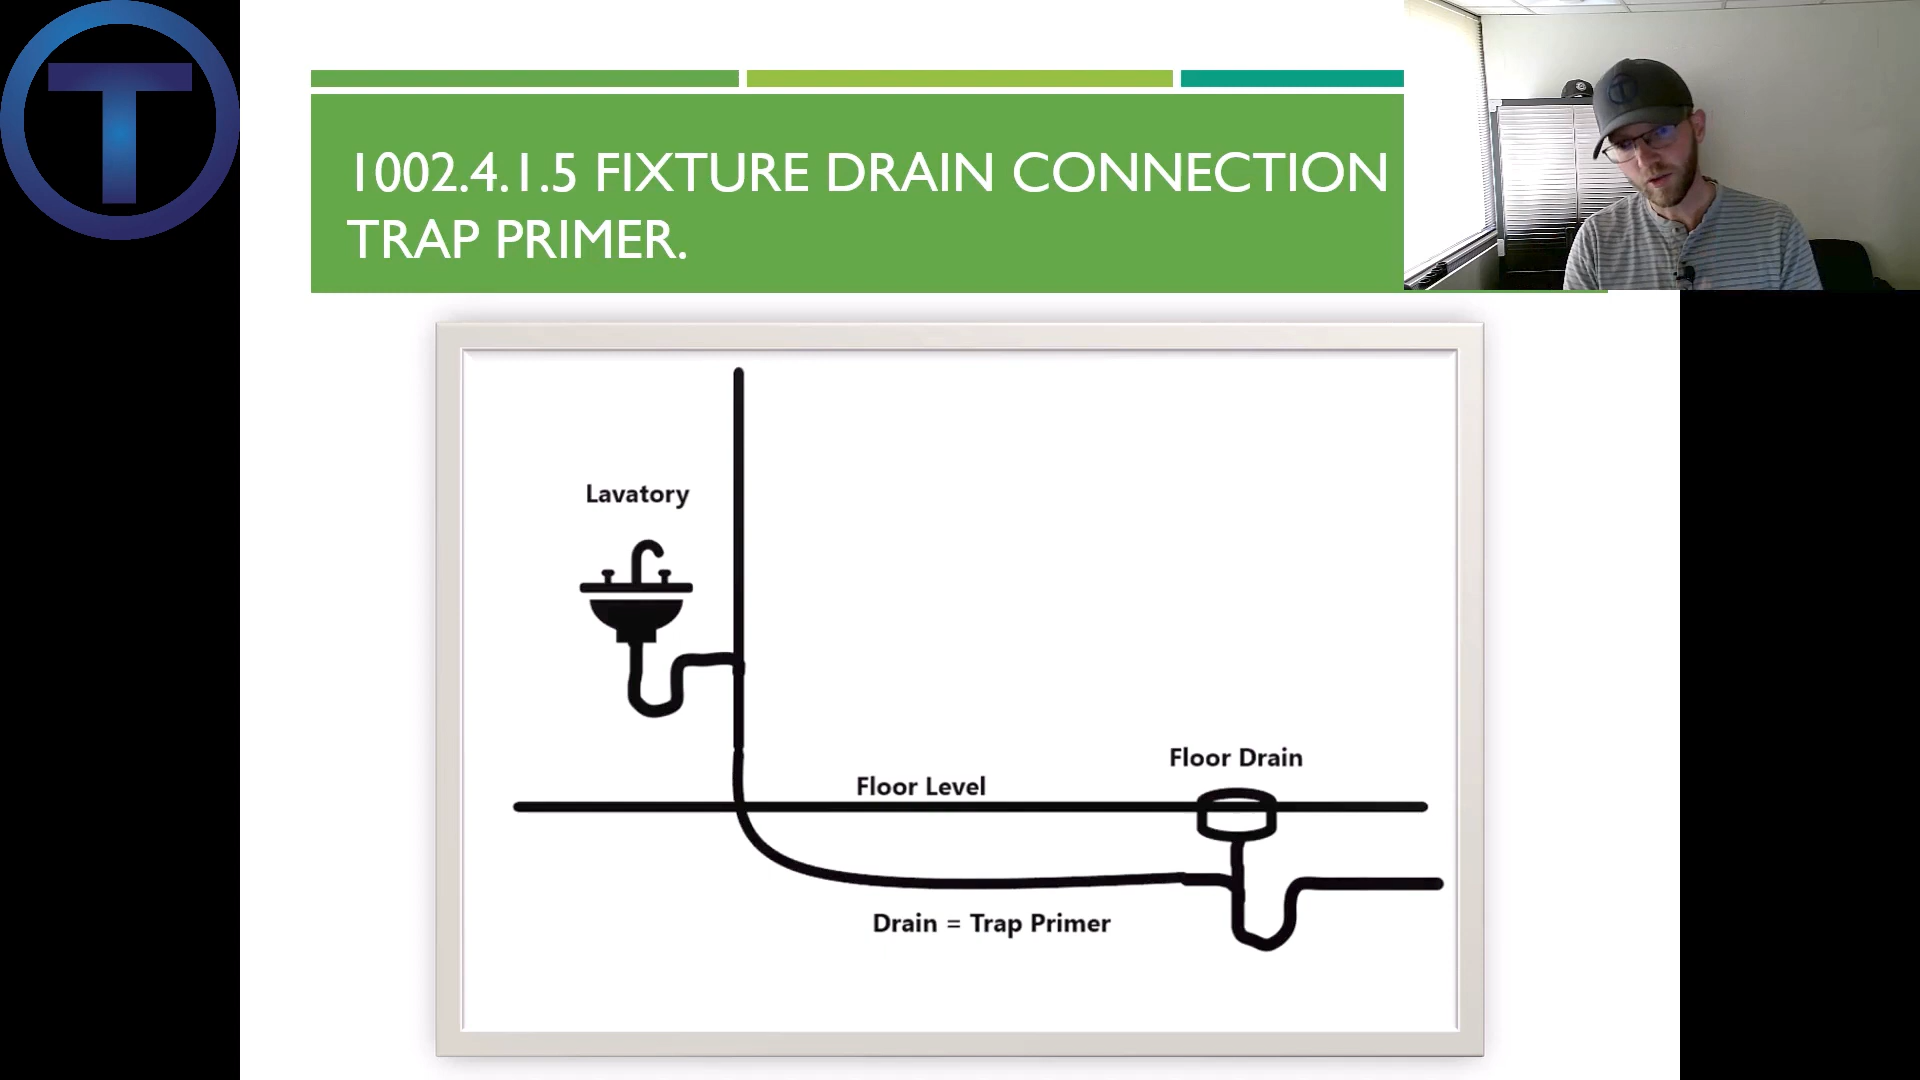 T
1002.4.1.5 FIXTURE DRAIN CONNECTION
TRAP PRIMER.
Lavatory
Floor Drain
Floor Level
Drain = Trap Primer